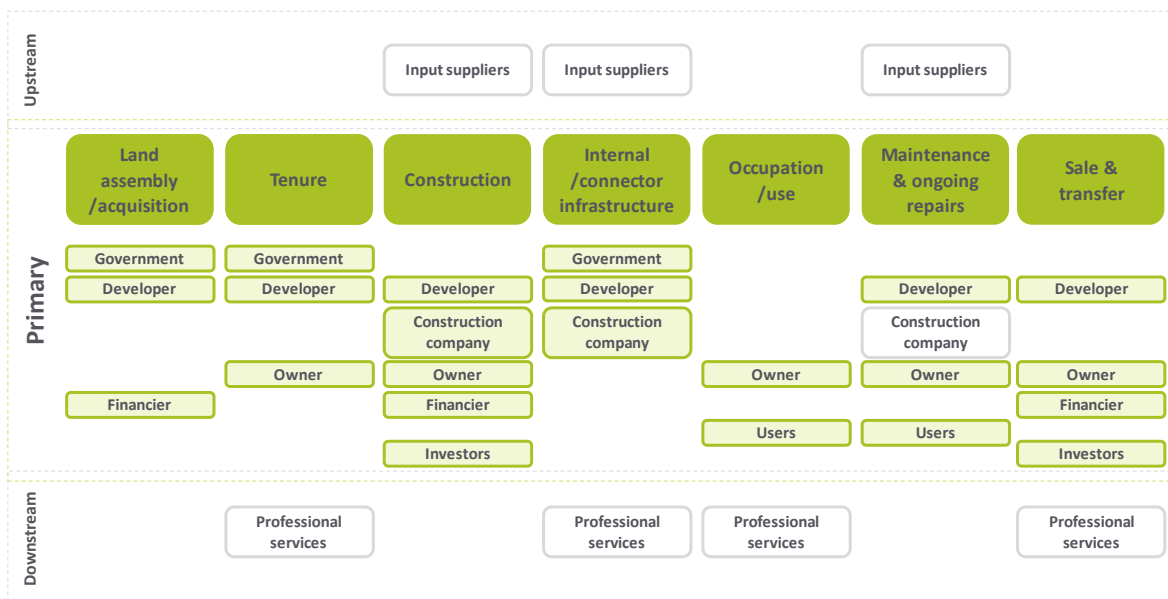 Upstream
Input suppliers
Input suppliers
Input suppliers
Primary
Land
assembly
/acquisition
Tenure
Construction
Internal
/connector
infrastructure
Occupation
/use
Maintenance
& ongoing
repairs
Sale &
transfer
Government
Government
Government
Developer
Developer
Developer
Developer
Developer
Developer
Construction
company
Construction
company
Construction
company
Owner
Owner
Owner
Owner
Owner
Financier
Financier
Financier
Users
Users
Investors
Investors
Downstream
Professional
services
Professional
services
Professional
services
Professional
services